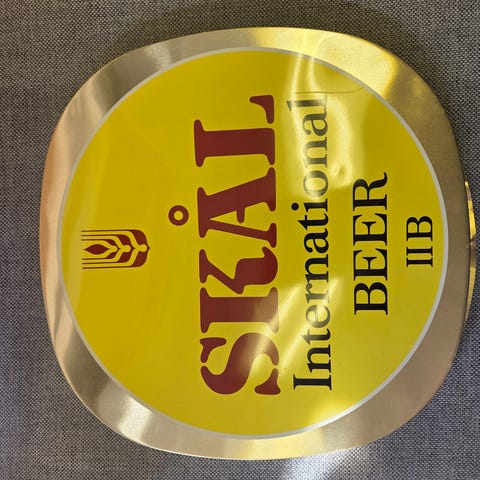 SKÅL
International
BEER
IIB